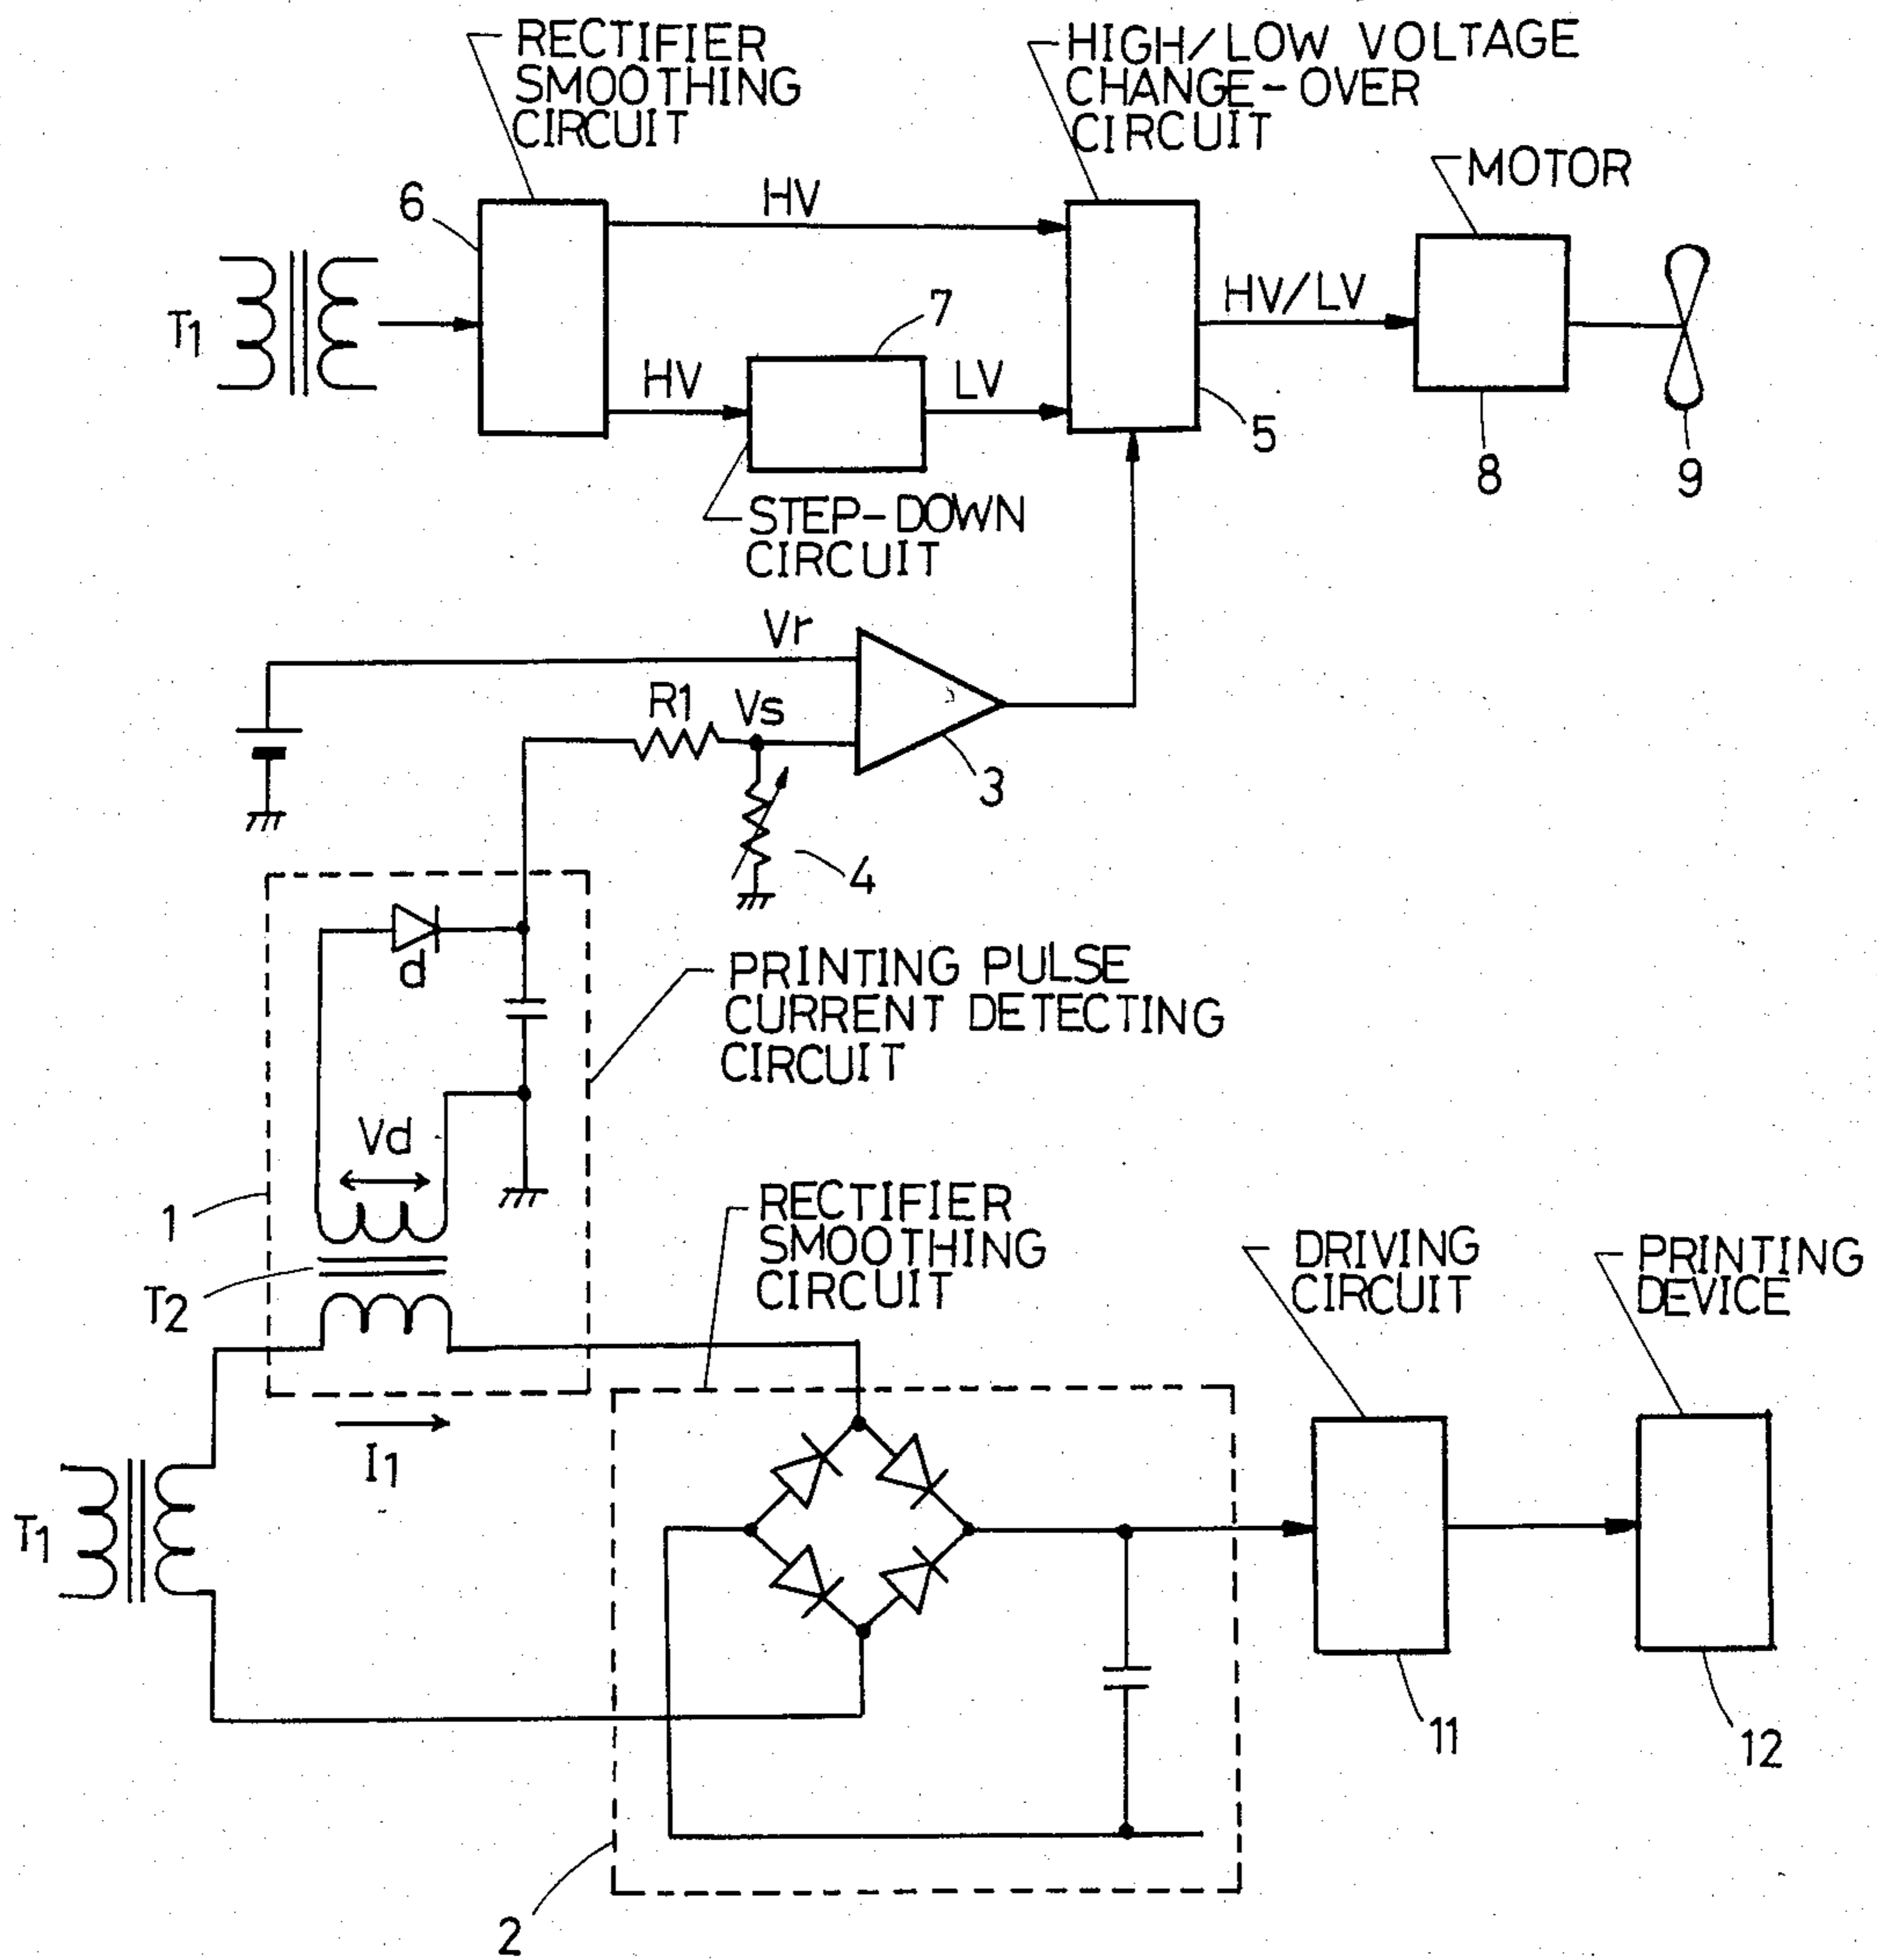 RECTIFIER
SMOOTHING
CIRCUIT
HIGH/LOW VOLTAGE
CHANGE-OVER
CIRCUIT
MOTOR
6
HV
T1
7
HV/LV
HV
LV
5
8
9
STEP-DOWN
CIRCUIT
Vr
R1
Vs
3
4
d
PRINTING PULSE
CURRENT DETECTING
CIRCUIT
Vd
1
RECTIFIER
SMOOTHING
CIRCUIT
DRIVING
CIRCUIT
PRINTING
DEVICE
T2
I1
T1
11
12
2